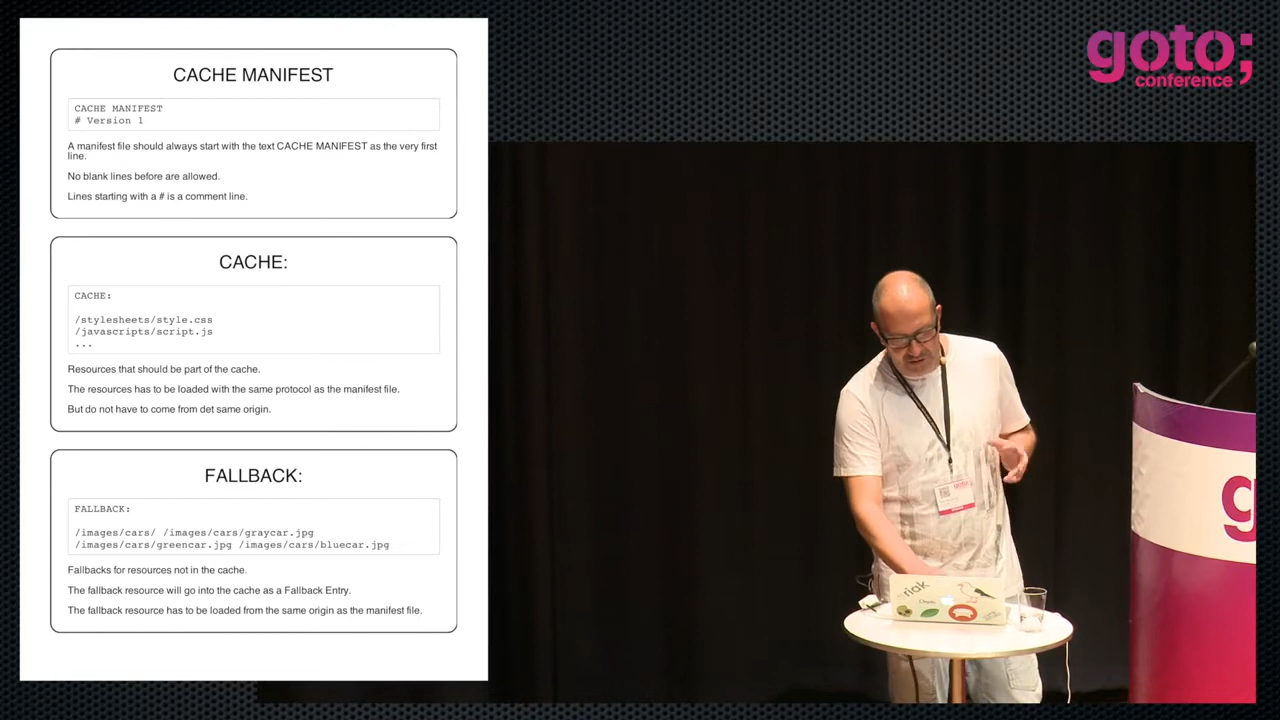 goto;
conference
CACHE MANIFEST
CACHE MANIFEST
# Version 1
A manifest file should always start with the text CACHE MANIFEST as the very first
line.
No blank lines before are allowed.
Lines starting with a # is a comment line.
CACHE:
CACHE:
/stylesheets/style.css
/javascripts/script.js
...
Resources that should be part of the cache.
The resources has to be loaded with the same protocol as the manifest file.
But do not have to come from det same origin.
FALLBACK:
FALLBACK:
/images/cars/ /images/cars/graycar.jpg
/images/cars/greencar.jpg /images/cars/bluecar.jpg
Fallbacks for resources not in the cache.
The fallback resource will go into the cache as a Fallback Entry.
The fallback resource has to be loaded from the same origin as the manifest file.
riak
g